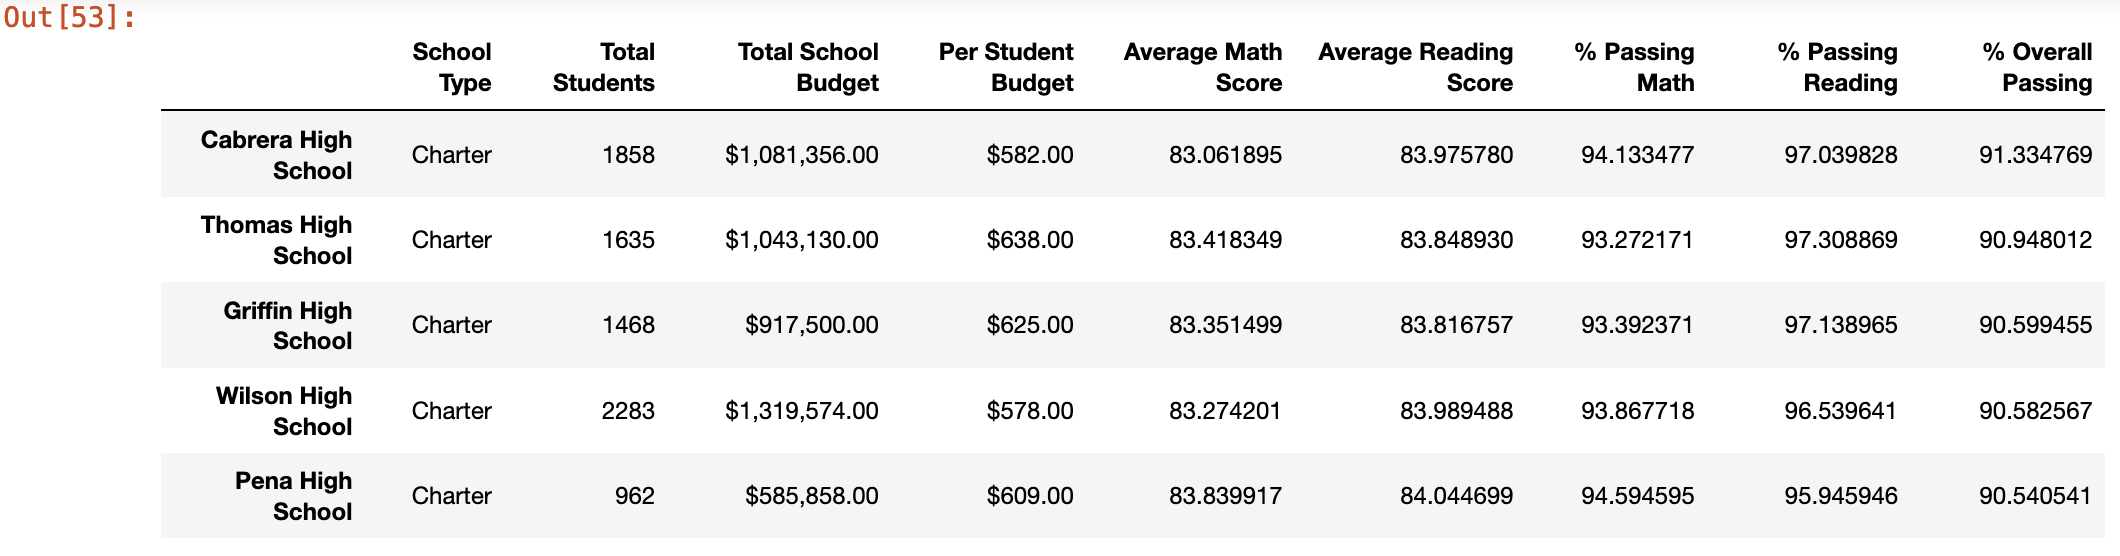 Out[53]:
School Type Total Students Total School Budget Per Student Budget Average Math Score Average Reading Score % Passing Math % Passing Reading % Overall Passing
Cabrera High School Charter 1858 $1,081,356.00 $582.00 83.061895 83.975780 94.133477 97.039828 91.334769
Thomas High School Charter 1635 $1,043,130.00 $638.00 83.418349 83.848930 93.272171 97.308869 90.948012
Griffin High School Charter 1468 $917,500.00 $625.00 83.351499 83.816757 93.392371 97.138965 90.599455
Wilson High School Charter 2283 $1,319,574.00 $578.00 83.274201 83.989488 93.867718 96.539641 90.582567
Pena High School Charter 962 $585,858.00 $609.00 83.839917 84.044699 94.594595 95.945946 90.540541